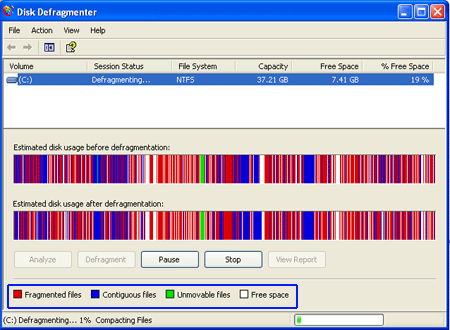 Disk Defragmenter
File Action View Help
Volume Session Status File System Capacity Free Space % Free Space
(C:) Defragmenting... NTFS 37.21 GB 7.41 GB 19 %
Estimated disk usage before defragmentation:
Estimated disk usage after defragmentation:
Analyze Defragment Pause Stop View Report
Fragmented files Contiguous files Unmovable files Free space
(C:) Defragmenting... 1% Compacting Files